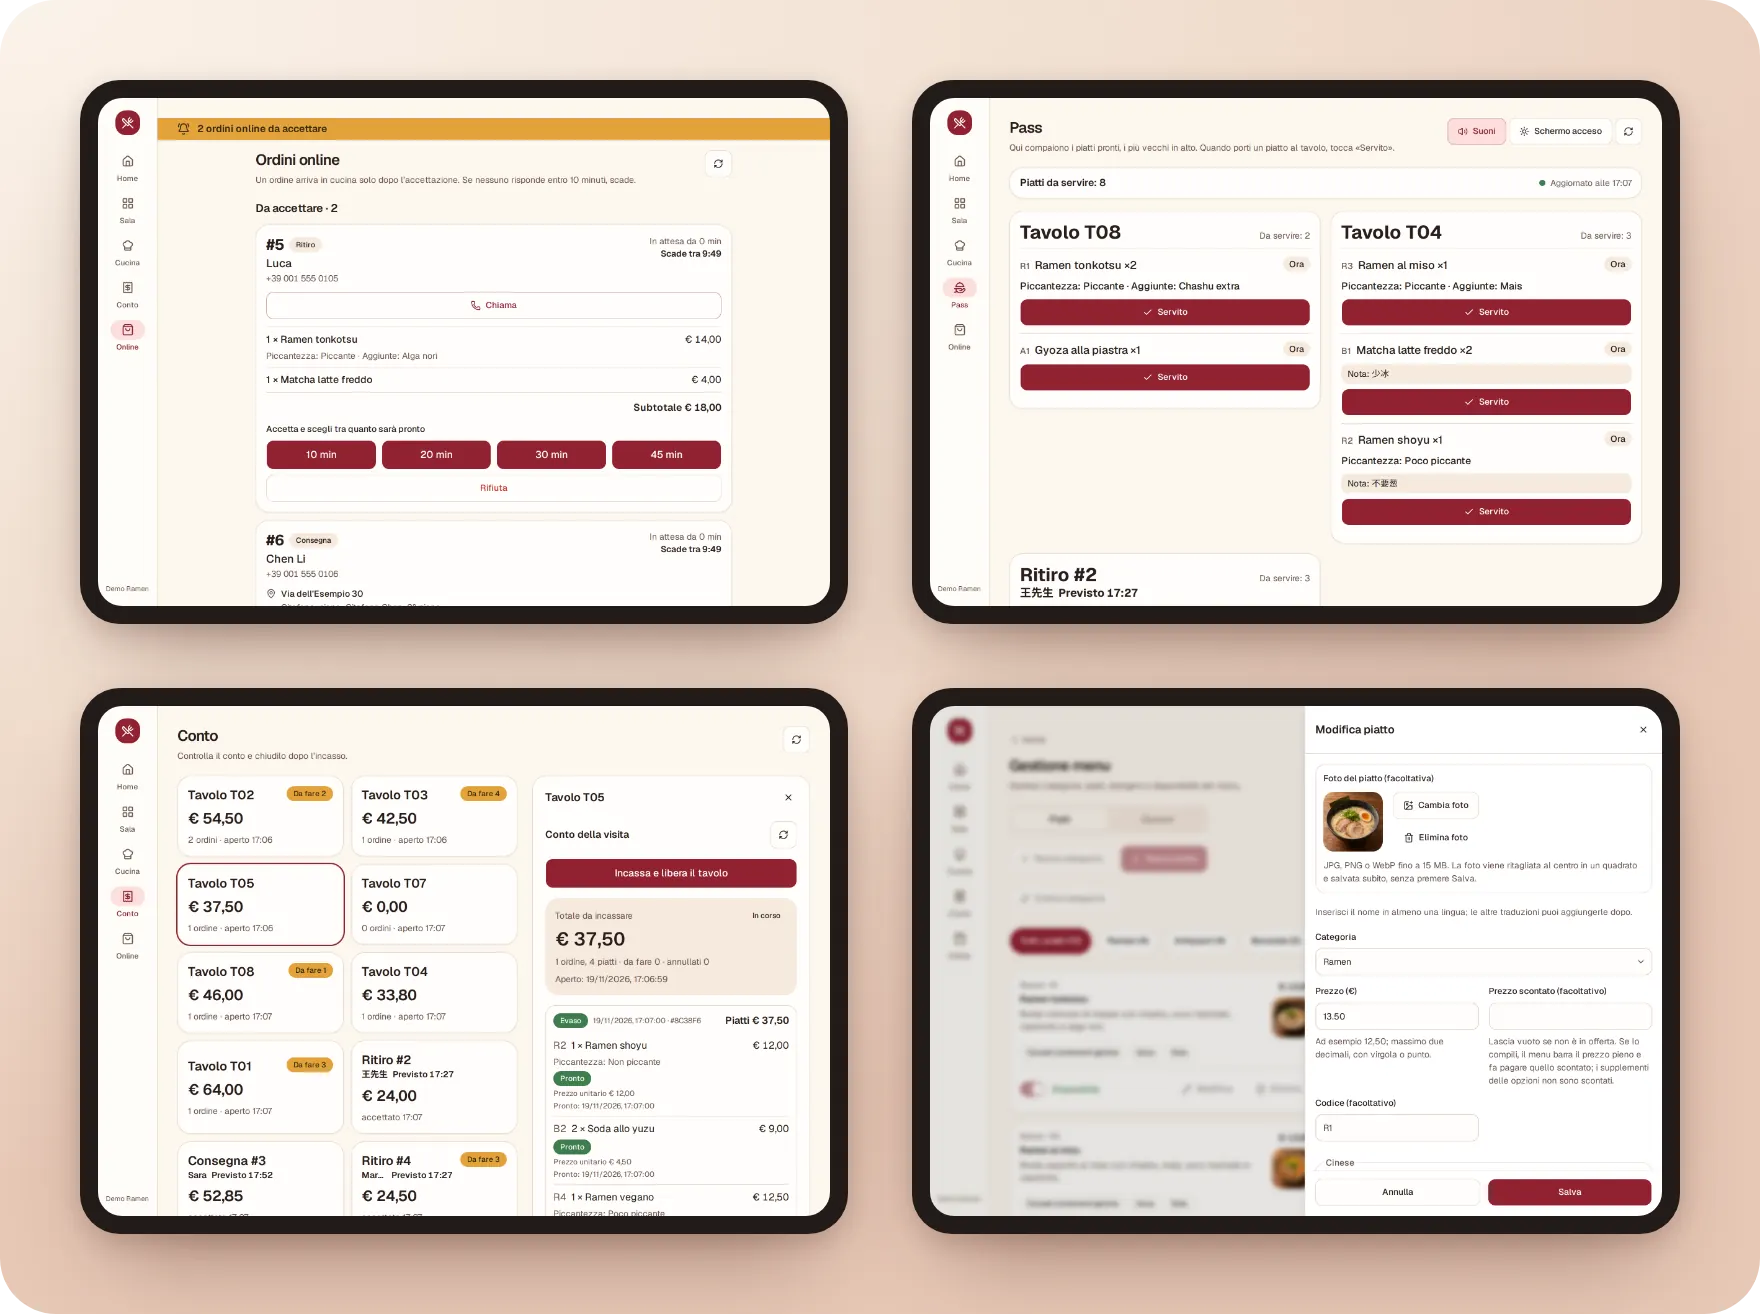 Home
Sala
Cucina
Conto
Online
Demo Ramen
2 ordini online da accettare
Ordini online
Un ordine arriva in cucina solo dopo l'accettazione. Se nessuno risponde entro 10 minuti, scade.
Da accettare · 2
#5 Ritiro
In attesa da 0 min
Luca
Scade tra 9:49
+39 001 555 0105
Chiama
1 × Ramen tonkotsu € 14,00
Piccantezza: Piccante · Aggiunte: Alga nori
1 × Matcha latte freddo € 4,00
Subtotale € 18,00
Accetta e scegli tra quanto sarà pronto
10 min 20 min 30 min 45 min
Rifiuta
#6 Consegna
In attesa da 0 min
Chen Li
Scade tra 9:49
+39 001 555 0106
Via dell'Esempio 30
Home
Sala
Cucina
Pass
Online
Demo Ramen
Pass
Suoni
Schermo acceso
Qui compaiono i piatti pronti, i più vecchi in alto. Quando porti un piatto al tavolo, tocca «Servito».
Piatti da servire: 8
Aggiornato alle 17:07
Tavolo T08
Da servire: 2
R1 Ramen tonkotsu ×2 Ora
Piccantezza: Piccante · Aggiunte: Chashu extra
Servito
A1 Gyoza alla piastra ×1 Ora
Servito
Tavolo T04
Da servire: 3
R3 Ramen al miso ×1 Ora
Piccantezza: Piccante · Aggiunte: Mais
Servito
B1 Matcha latte freddo ×2 Ora
Nota: 少冰
Servito
R2 Ramen shoyu ×1 Ora
Piccantezza: Poco piccante
Nota: 不要葱
Servito
Ritiro #2
Da servire: 3
王先生 Previsto 17:27
Home
Sala
Cucina
Conto
Online
Demo Ramen
Conto
Controlla il conto e chiudilo dopo l'incasso.
Tavolo T02 Da fare 2
€ 54,50
2 ordini · aperto 17:06
Tavolo T03 Da fare 4
€ 42,50
1 ordine · aperto 17:06
Tavolo T05
€ 37,50
1 ordine · aperto 17:06
Tavolo T07
€ 0,00
0 ordini · aperto 17:07
Tavolo T08 Da fare 1
€ 46,00
1 ordine · aperto 17:07
Tavolo T04
€ 33,80
1 ordine · aperto 17:07
Tavolo T01 Da fare 3
€ 64,00
1 ordine · aperto 17:07
Ritiro #2
王先生 Previsto 17:27
€ 24,00
accettato 17:07
Consegna #3
Sara Previsto 17:52
€ 52,85
Ritiro #4 Da fare 3
Mar... Previsto 17:27
€ 24,50
Tavolo T05
Conto della visita
Incassa e libera il tavolo
Totale da incassare In corso
€ 37,50
1 ordine, 4 piatti · da fare 0 · annullati 0
Aperto: 19/11/2026, 17:06:59
Evaso 19/11/2026, 17:07:00 · #8C38F6 Piatti € 37,50
R2 1 × Ramen shoyu € 12,00
Piccantezza: Non piccante
Pronto
Prezzo unitario € 12,00
Pronto: 19/11/2026, 17:07:00
B2 2 × Soda allo yuzu € 9,00
Pronto
Prezzo unitario € 4,50
Pronto: 19/11/2026, 17:07:00
R4 1 × Ramen vegano € 12,50
Piccantezza: Poco piccante
Gestione menu
Modifica piatto
Foto del piatto (facoltativa)
Cambia foto
Elimina foto
JPG, PNG o WebP fino a 15 MB. La foto viene ritagliata al centro in un quadrato
e salvata subito, senza premere Salva.
Inserisci il nome in almeno una lingua; le altre traduzioni puoi aggiungerle dopo.
Categoria
Ramen
Prezzo (€)
13.50
Ad esempio 12,50; massimo due
decimali, con virgola o punto.
Prezzo scontato (facoltativo)
Lascia vuoto se non è in offerta. Se lo
compili, il menu barra il prezzo pieno e
fa pagare quello scontato; i supplementi
delle opzioni non sono scontati.
Codice (facoltativo)
R1
Cinese
Annulla
Salva